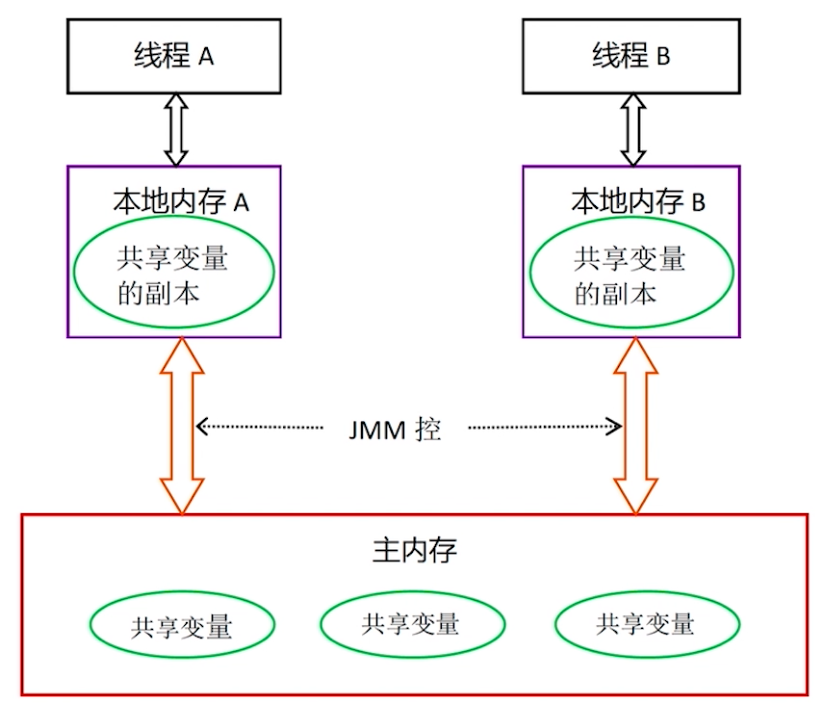 线程 A
线程 B
本地内存 A
共享变量
的副本
本地内存 B
共享变量
的副本
JMM 控
主内存
共享变量
共享变量
共享变量